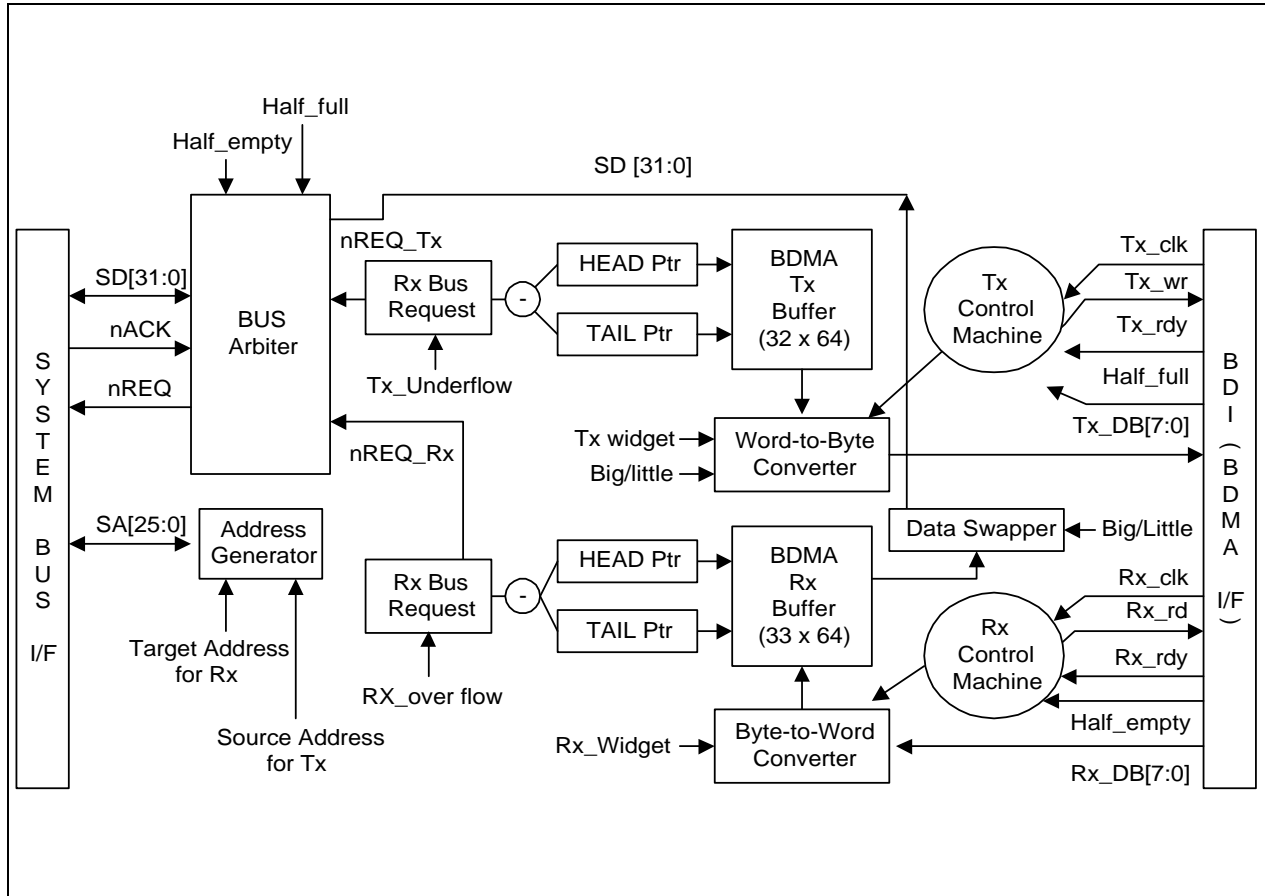 Half_full
Half_empty
SD [31:0]
nREQ_Tx
HEAD Ptr
BDMA
Tx
Buffer
(32 x 64)
TAIL Ptr
Rx Bus
Request
-
Tx_Underflow
Tx
Control
Machine
Tx_clk
Tx_wr
Tx_rdy
Half_full
Tx_DB[7:0]
SD[31:0]
nACK
nREQ
BUS
Arbiter
SYSTEM BUS I/F
BDI (BDMA I/F)
nREQ_Rx
Tx widget
Big/little
Word-to-Byte
Converter
SA[25:0]
Address
Generator
Target Address
for Rx
Source Address
for Tx
Rx Bus
Request
-
RX_over flow
HEAD Ptr
TAIL Ptr
BDMA
Rx
Buffer
(33 x 64)
Data Swapper
Big/Little
Rx
Control
Machine
Rx_clk
Rx_rd
Rx_rdy
Half_empty
Rx_DB[7:0]
Rx_Widget
Byte-to-Word
Converter